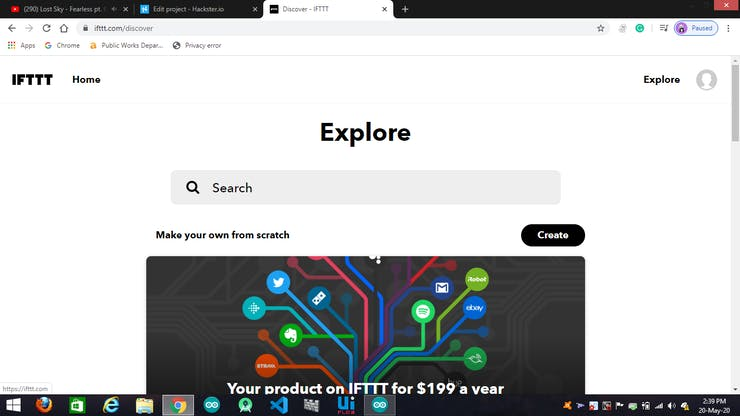 (290) Lost Sky - Fearless pt.
Edit project - Hackster.io
Discover - IFTTT
ifttt.com/discover
Paused
Apps
Chrome
Public Works Depar...
Privacy error
IFTTT
Home
Explore
Explore
Search
Make your own from scratch
Create
iRobot
ebay
STRAVA
Your product on IFTTT for $199 a year
https://ifttt.com
Ui
FLEX
2:39 PM
20-May-20